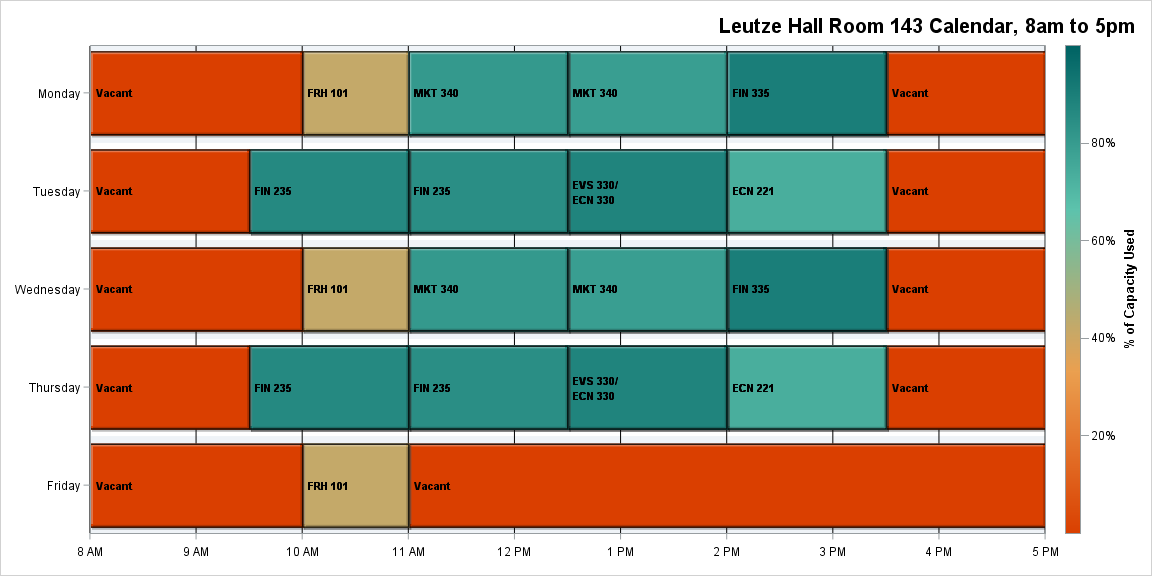 Leutze Hall Room 143 Calendar, 8am to 5pm
Monday
Vacant
FRH 101
MKT 340
MKT 340
FIN 335
Vacant
Tuesday
Vacant
FIN 235
FIN 235
EVS 330/
ECN 330
ECN 221
Vacant
Wednesday
Vacant
FRH 101
MKT 340
MKT 340
FIN 335
Vacant
Thursday
Vacant
FIN 235
FIN 235
EVS 330/
ECN 330
ECN 221
Vacant
Friday
Vacant
FRH 101
Vacant
8 AM
9 AM
10 AM
11 AM
12 PM
1 PM
2 PM
3 PM
4 PM
5 PM
80%
60%
40%
20%
% of Capacity Used